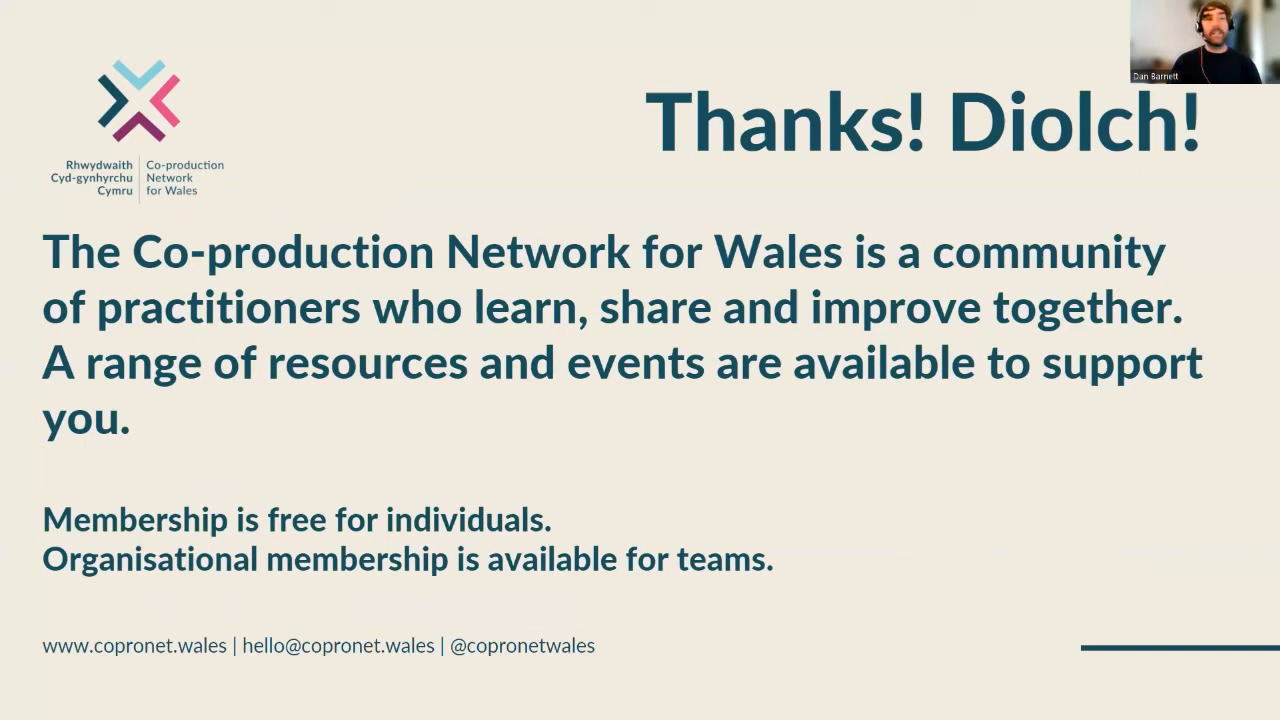 Dan Barnett
Thanks! Diolch!
Rhwydwaith
Cyd-gynhyrchu
Cymru
Co-production
Network
for Wales
The Co-production Network for Wales is a community
of practitioners who learn, share and improve together.
A range of resources and events are available to support
you.
Membership is free for individuals.
Organisational membership is available for teams.
www.copronet.wales | hello@copronet.wales | @copronetwales